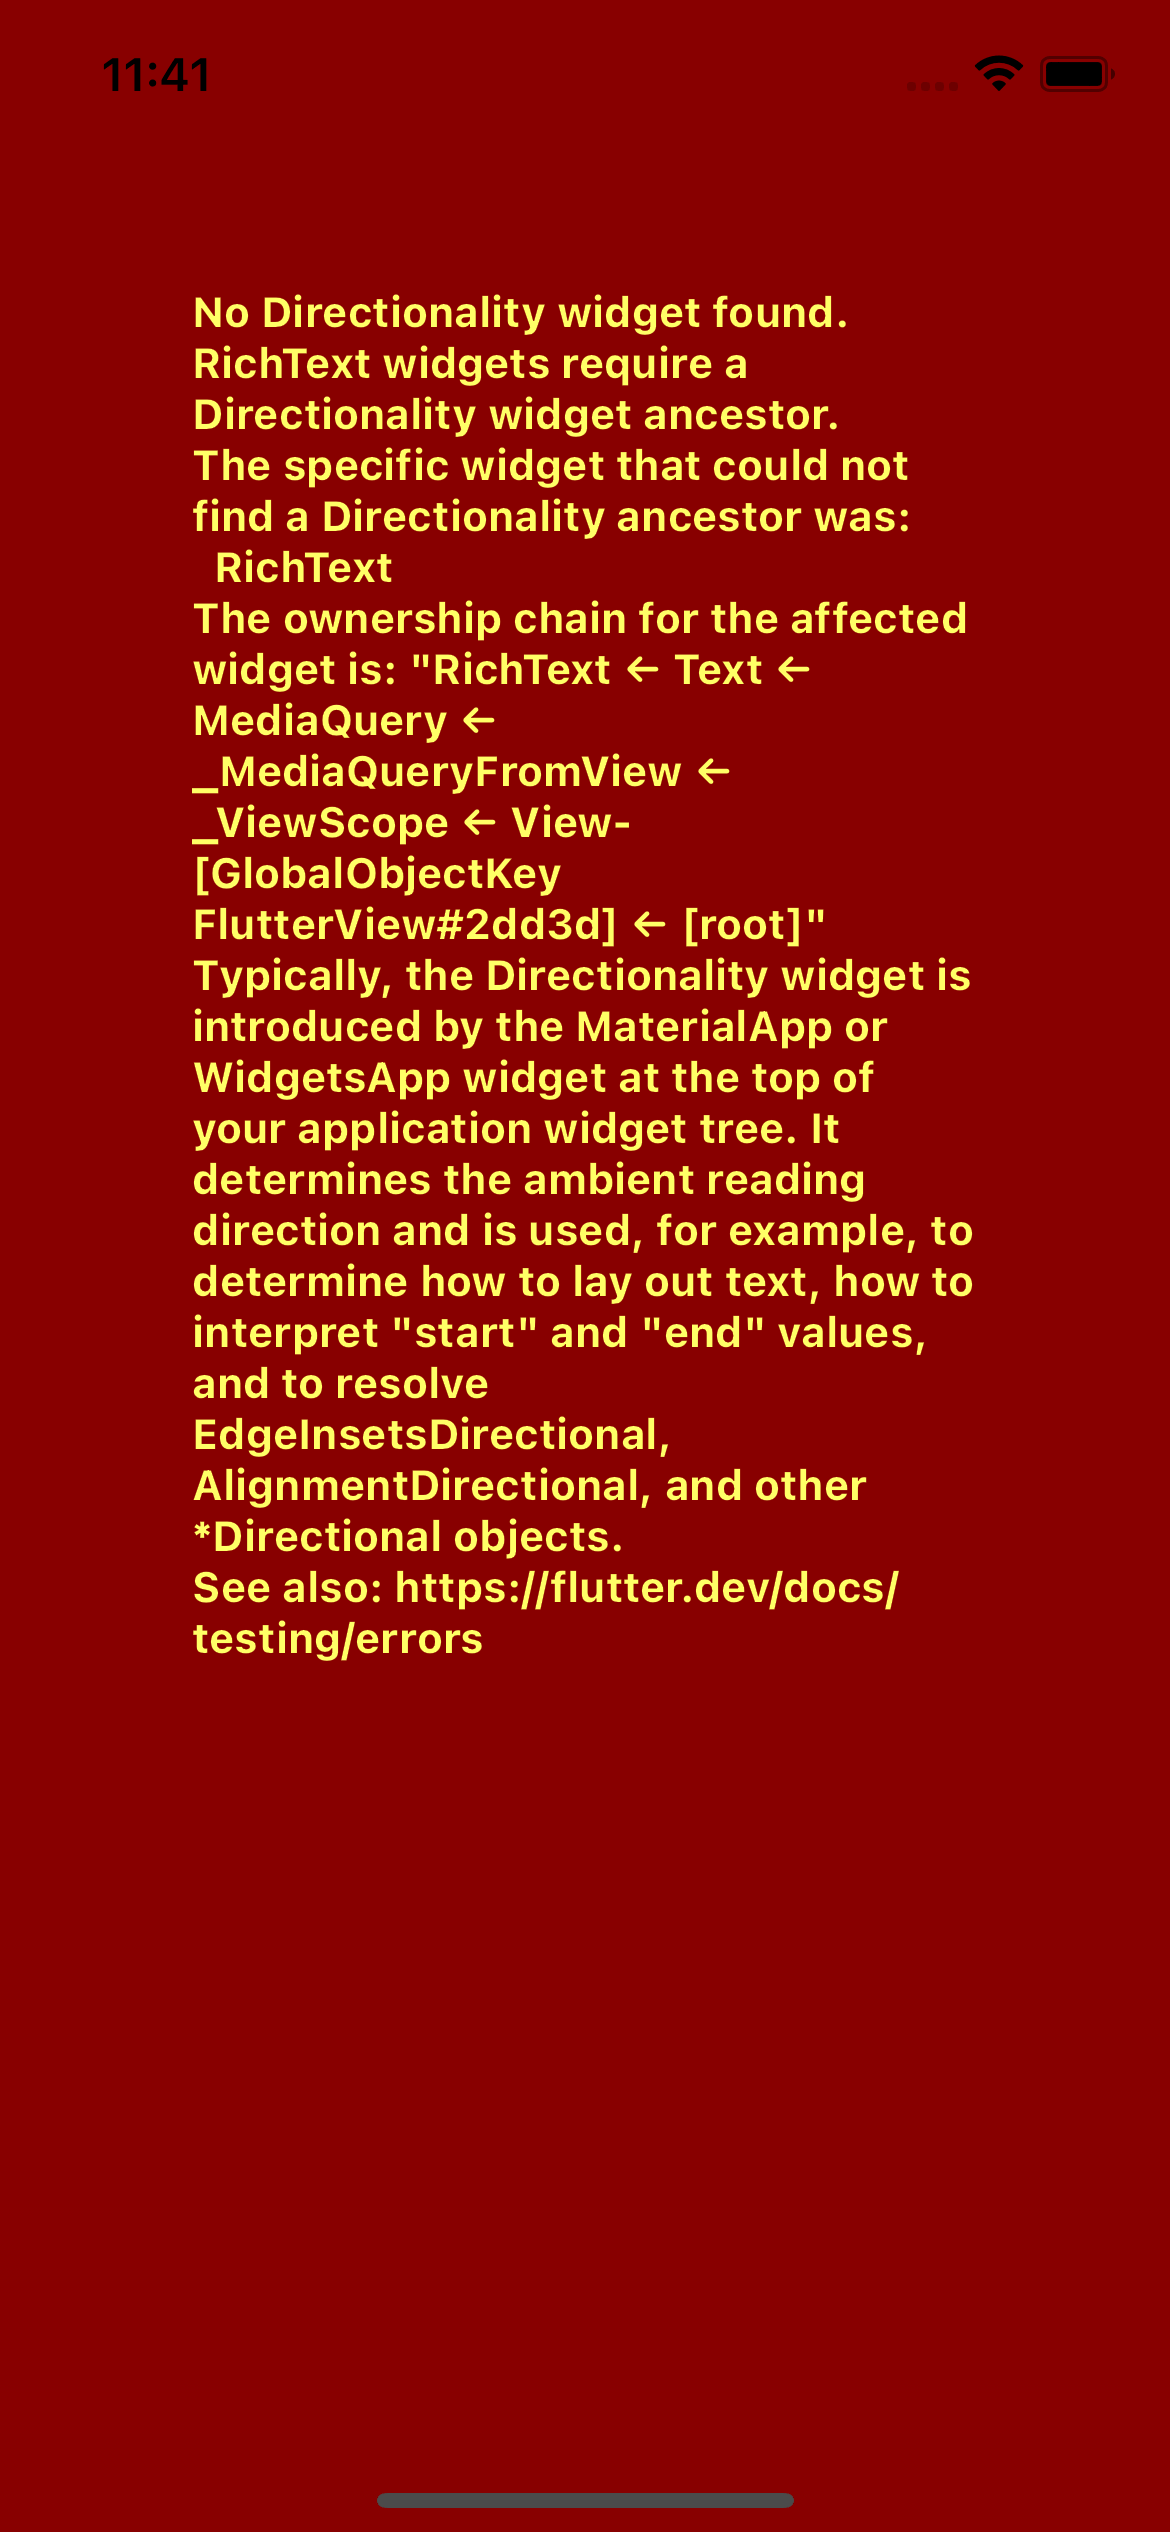 11:41
No Directionality widget found.
RichText widgets require a
Directionality widget ancestor.
The specific widget that could not
find a Directionality ancestor was:
  RichText
The ownership chain for the affected
widget is: "RichText ← Text ←
MediaQuery ←
_MediaQueryFromView ←
_ViewScope ← View-
[GlobalObjectKey
FlutterView#2dd3d] ← [root]"
Typically, the Directionality widget is
introduced by the MaterialApp or
WidgetsApp widget at the top of
your application widget tree. It
determines the ambient reading
direction and is used, for example, to
determine how to lay out text, how to
interpret "start" and "end" values,
and to resolve
EdgeInsetsDirectional,
AlignmentDirectional, and other
*Directional objects.
See also: https://flutter.dev/docs/
testing/errors